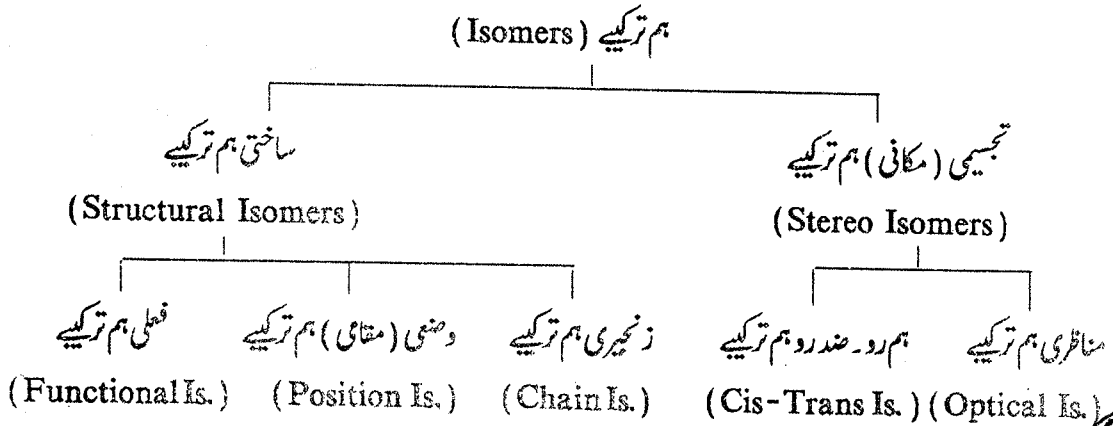 ہم ترکیبے (Isomers)
تجسیمی (مکانی) ہم ترکیبے
ساختی ہم ترکیبے
(Stereo Isomers)
(Structural Isomers)
مناظری ہم ترکیبے
ہم رو۔ ضد رو ہم ترکیبے
زنجیری ہم ترکیبے
وضعی (مقامی) ہم ترکیبے
فعلی ہم ترکیبے
(Optical Is.)
(Cis-Trans Is.)
(Chain Is.)
(Position Is.)
(Functional Is.)